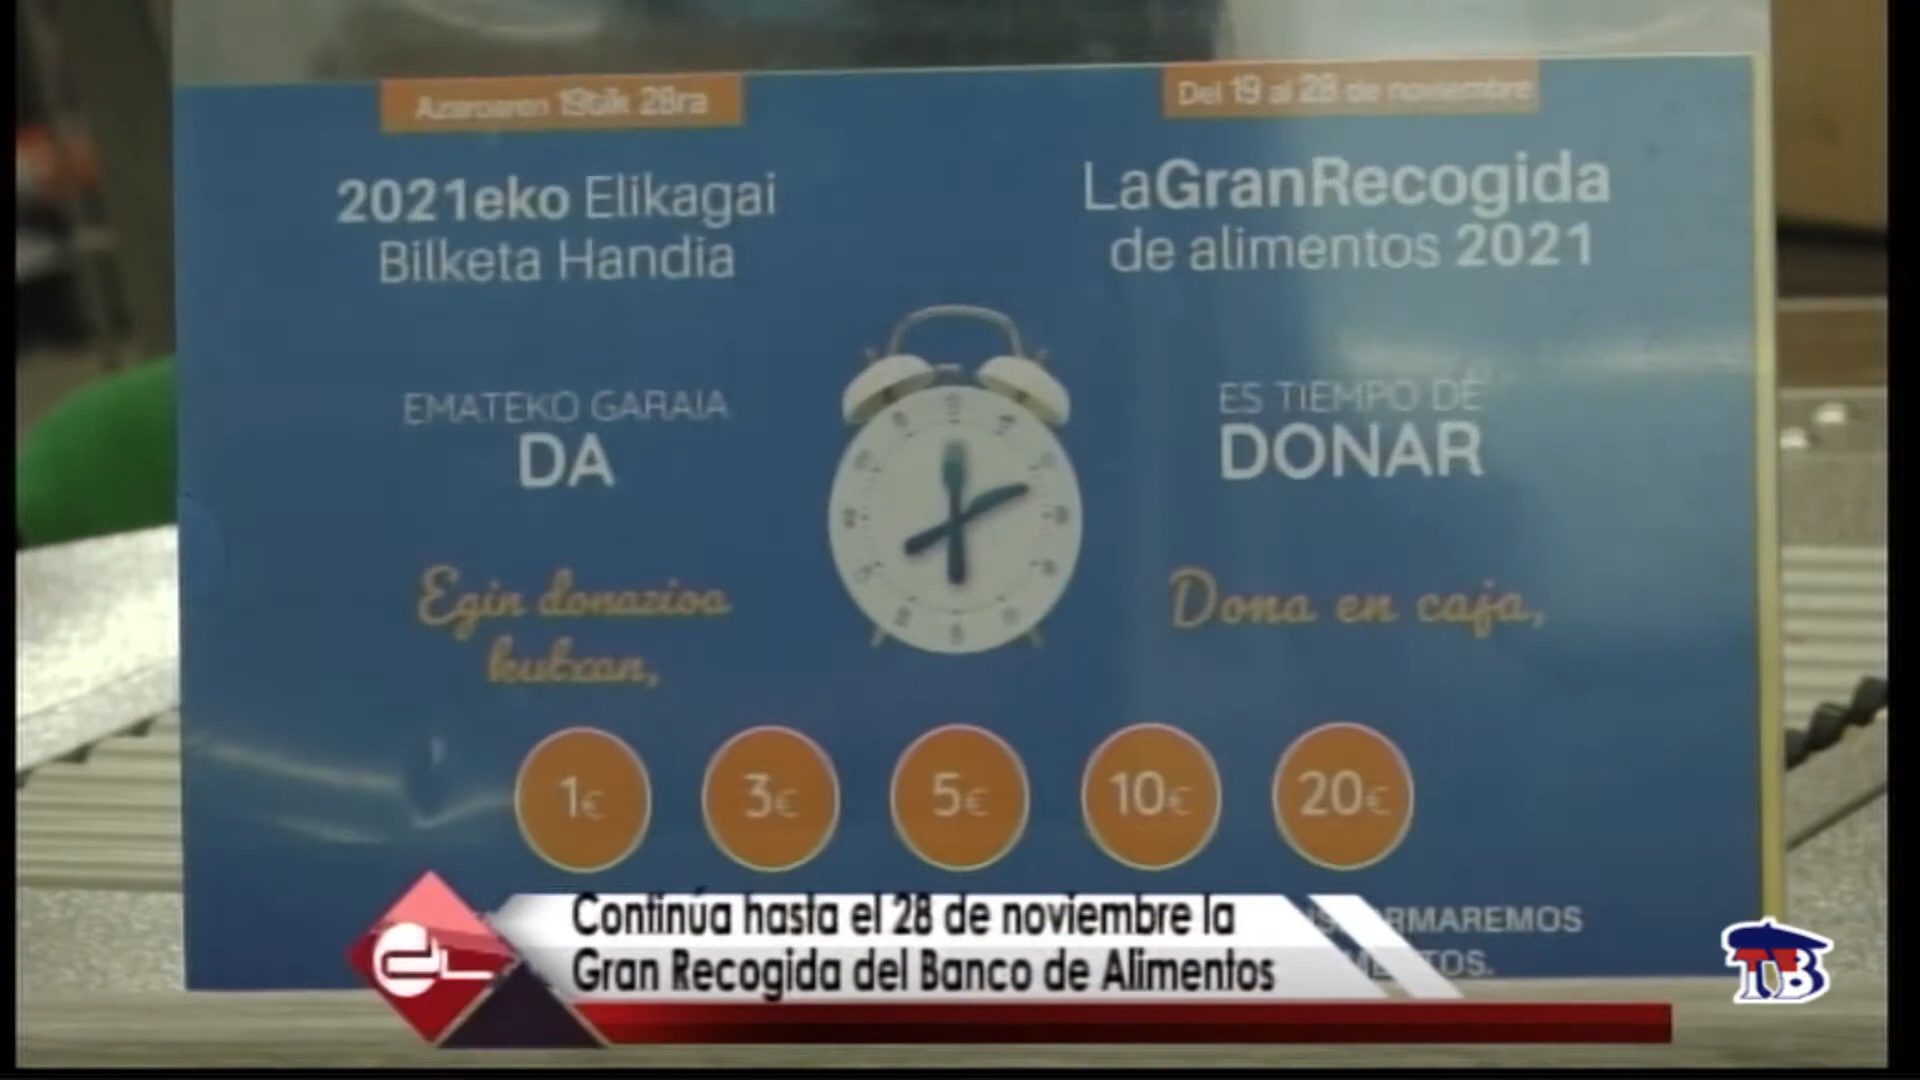 Azaroaren 19tik 28ra
2021eko Elikagai
Bilketa Handia
EMATEKO GARAIA
DA
Egin donazioa
kutxan,
Del 19 al 28 de noviembre
LaGranRecogida
de alimentos 2021
ES TIEMPO DE
DONAR
Dona en caja,
1€ 3€ 5€ 10€ 20€
Continúa hasta el 28 de noviembre la
Gran Recogida del Banco de Alimentos
TB